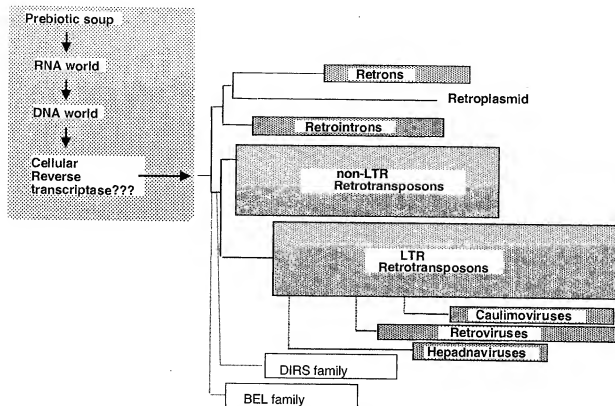 Prebiotic soup
RNA world
DNA world
Cellular
Reverse
transcriptase???
Retrons
Retroplasmid
Retrointrons
non-LTR
Retrotransposons
LTR
Retrotransposons
Caulimoviruses
Retroviruses
Hepadnaviruses
DIRS family
BEL family